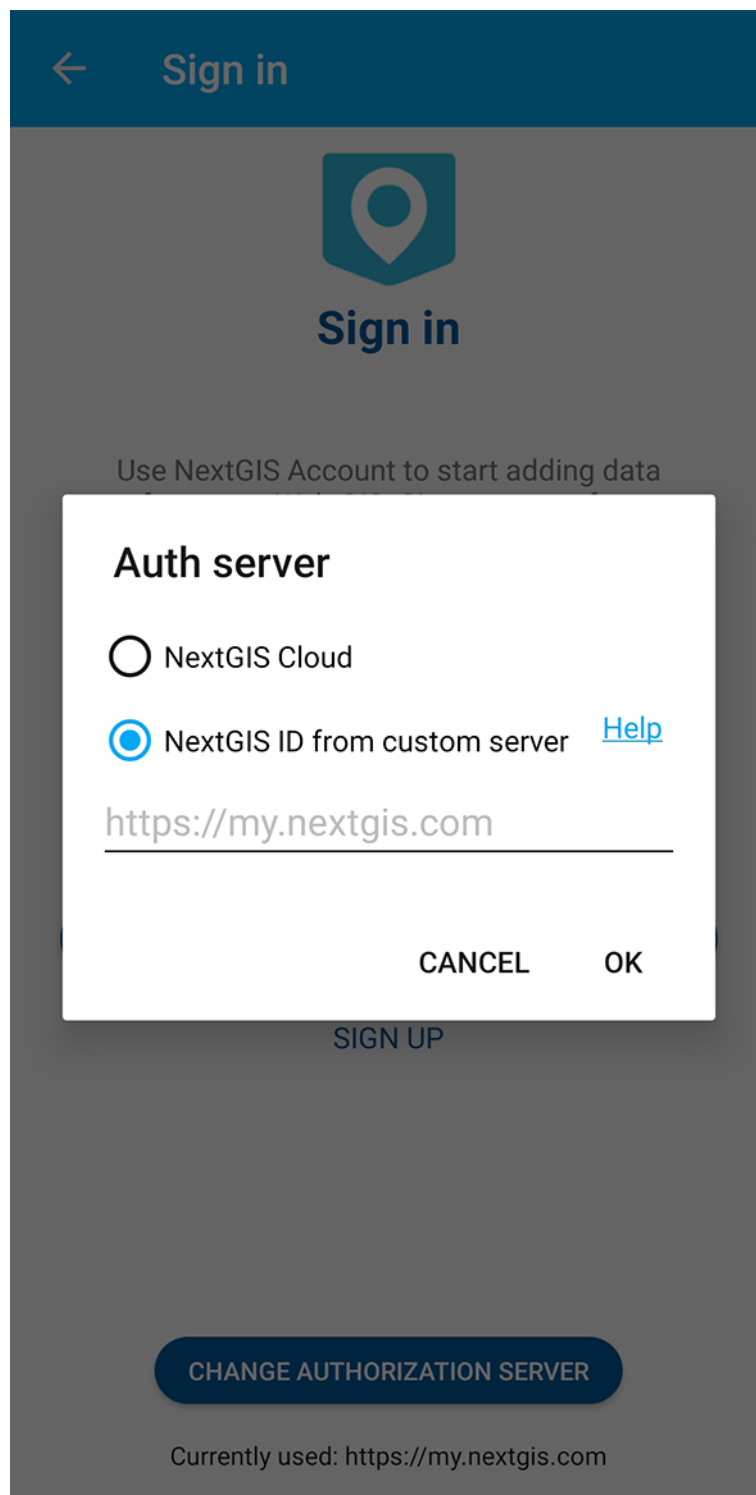 Sign in
Sign in
Use NextGIS Account to start adding data
Auth server
NextGIS Cloud
NextGIS ID from custom server Help
https://my.nextgis.com
CANCEL OK
SIGN UP
CHANGE AUTHORIZATION SERVER
Currently used: https://my.nextgis.com